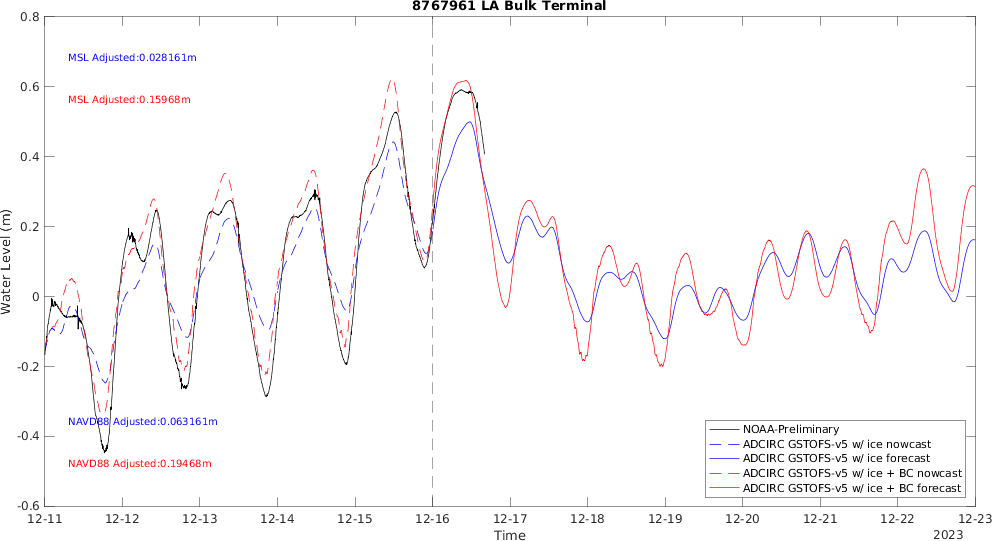 8767961 LA Bulk Terminal
0.8
0.6
0.4
0.2
0
-0.2
-0.4
-0.6
Water Level (m)
MSL Adjusted:0.028161m
MSL Adjusted:0.15968m
NAVD88 Adjusted:0.063161m
NAVD88 Adjusted:0.19468m
NOAA-Preliminary
ADCIRC GSTOFS-v5 w/ ice nowcast
ADCIRC GSTOFS-v5 w/ ice forecast
ADCIRC GSTOFS-v5 w/ ice + BC nowcast
ADCIRC GSTOFS-v5 w/ ice + BC forecast
12-11 12-12 12-13 12-14 12-15 12-16 12-17 12-18 12-19 12-20 12-21 12-22 12-23
Time
2023